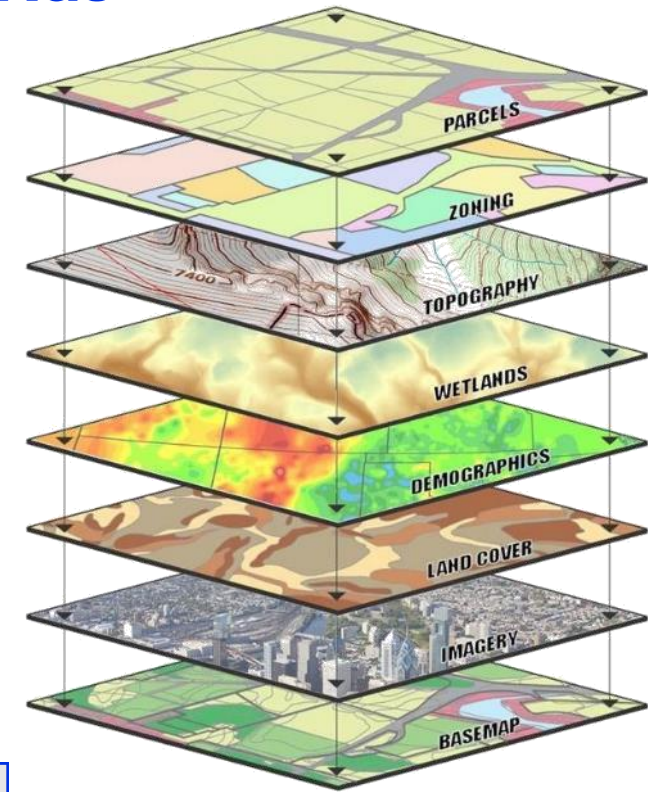 PARCELS
ZONING
7400
TOPOGRAPHY
WETLANDS
DEMOGRAPHICS
LAND COVER
IMAGERY
BASEMAP